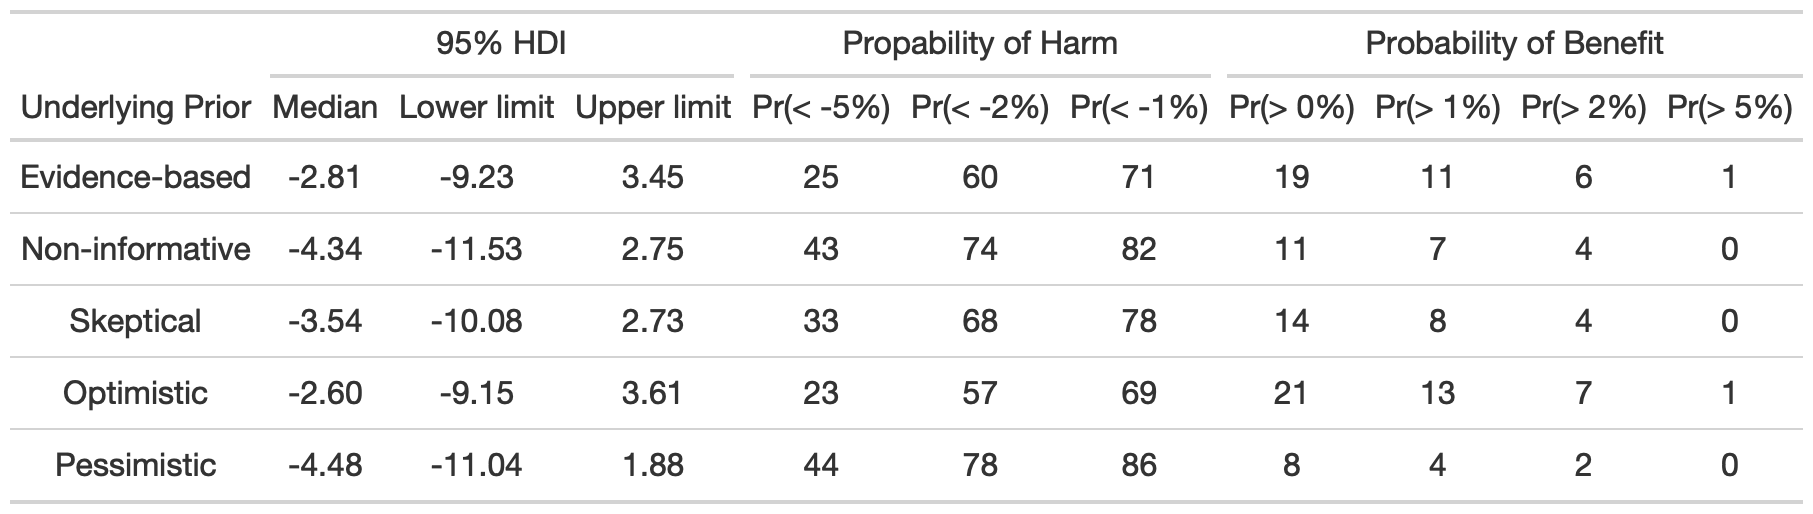 95% HDI Propability of Harm Probability of Benefit
Underlying Prior Median Lower limit Upper limit Pr(< -5%) Pr(< -2%) Pr(< -1%) Pr(> 0%) Pr(> 1%) Pr(> 2%) Pr(> 5%)
Evidence-based -2.81 -9.23 3.45 25 60 71 19 11 6 1
Non-informative -4.34 -11.53 2.75 43 74 82 11 7 4 0
Skeptical -3.54 -10.08 2.73 33 68 78 14 8 4 0
Optimistic -2.60 -9.15 3.61 23 57 69 21 13 7 1
Pessimistic -4.48 -11.04 1.88 44 78 86 8 4 2 0